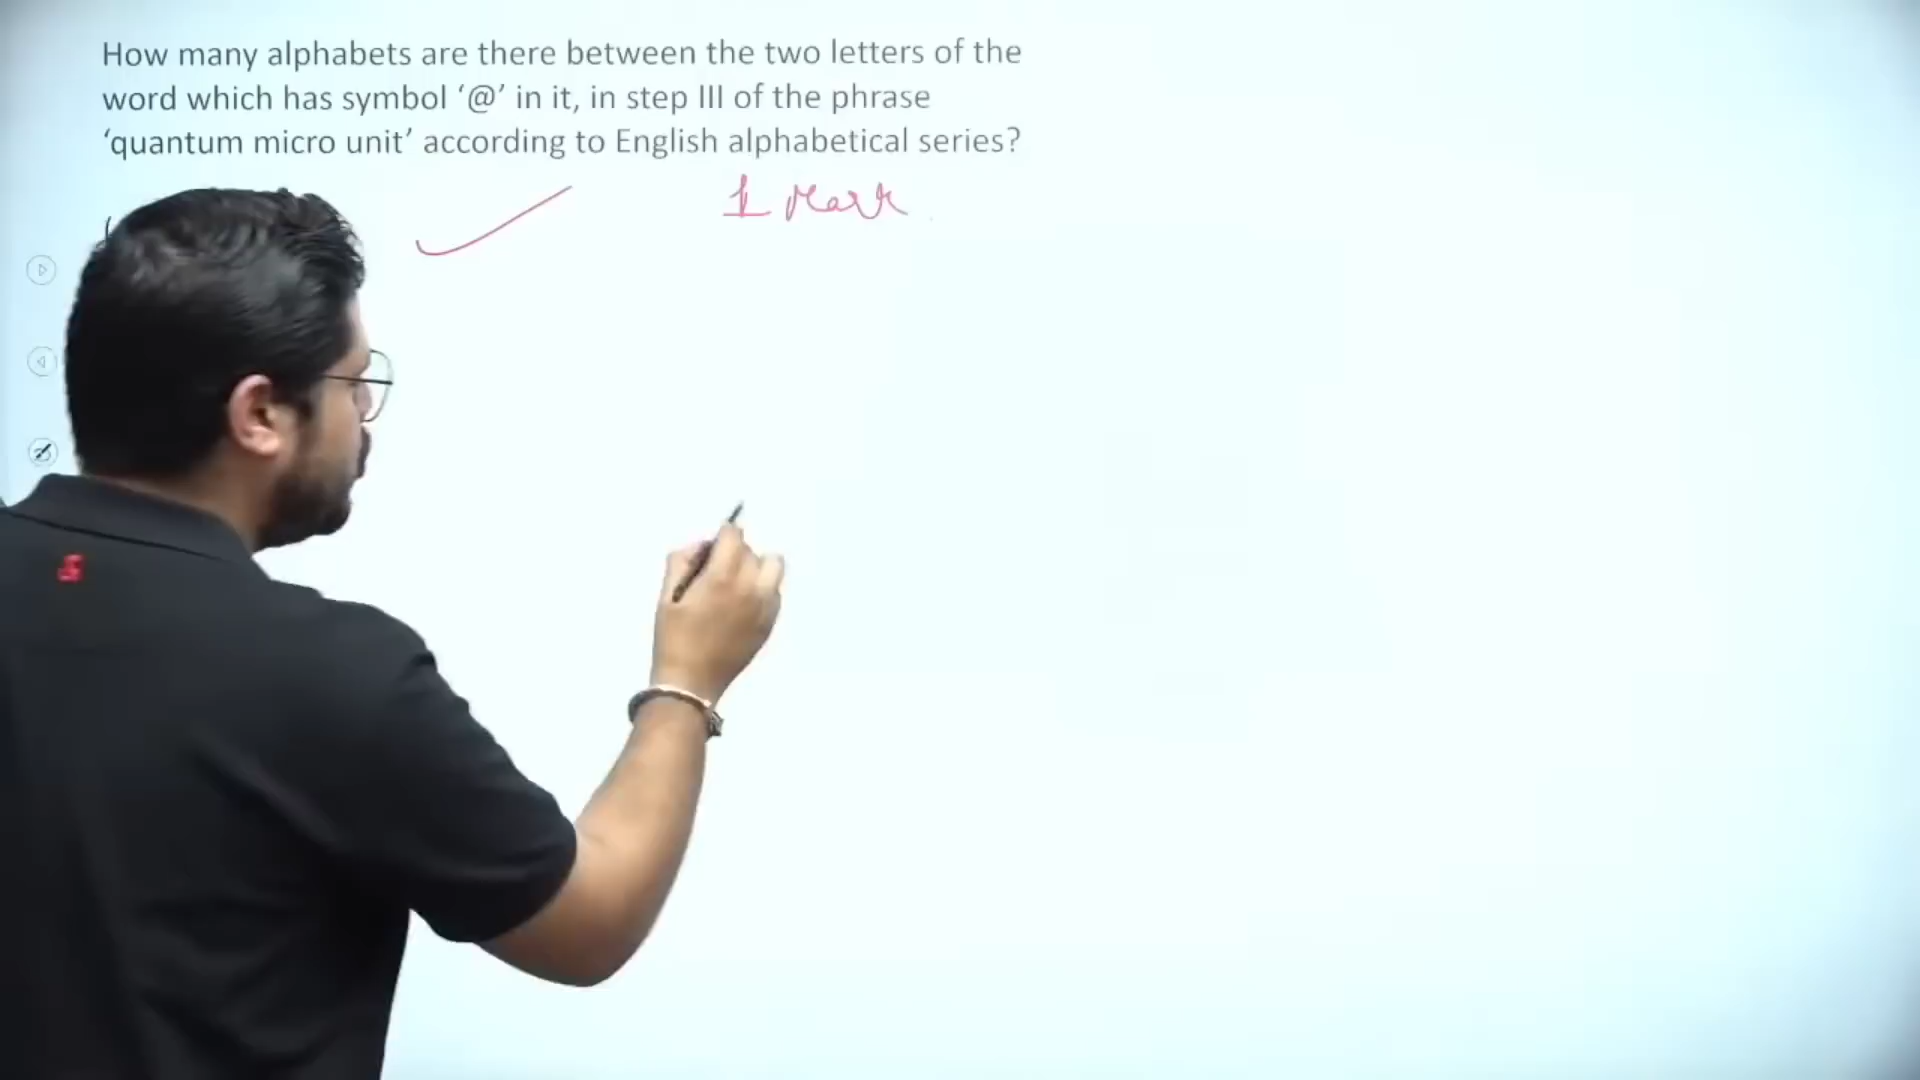 How many alphabets are there between the two letters of the
word which has symbol ‘@’ in it, in step III of the phrase
‘quantum micro unit’ according to English alphabetical series?
1 Mark